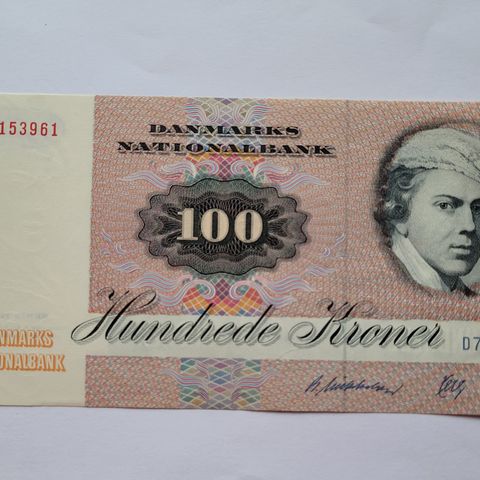 153961
DANMARKS
NATIONALBANK
100
Hundrede Kroner
D7
NMARKS
ONALBANK